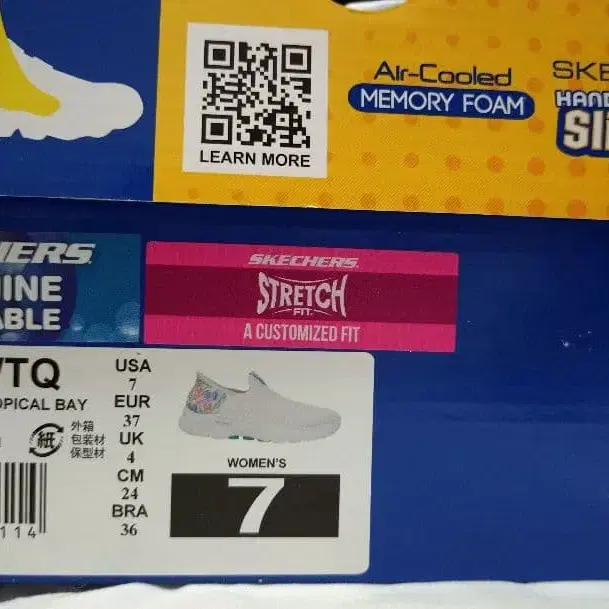 LEARN MORE
Air-Cooled
MEMORY FOAM
SKE
HAND
Sli
HERS
STRETCH
FIT
SKECHERS
A CUSTOMIZED FIT
INE
ABLE
/TQ
OPICAL BAY
紙
外箱
包装材
保型材
114
USA
7
EUR
37
UK
4
CM
24
BRA
36
WOMEN'S
7